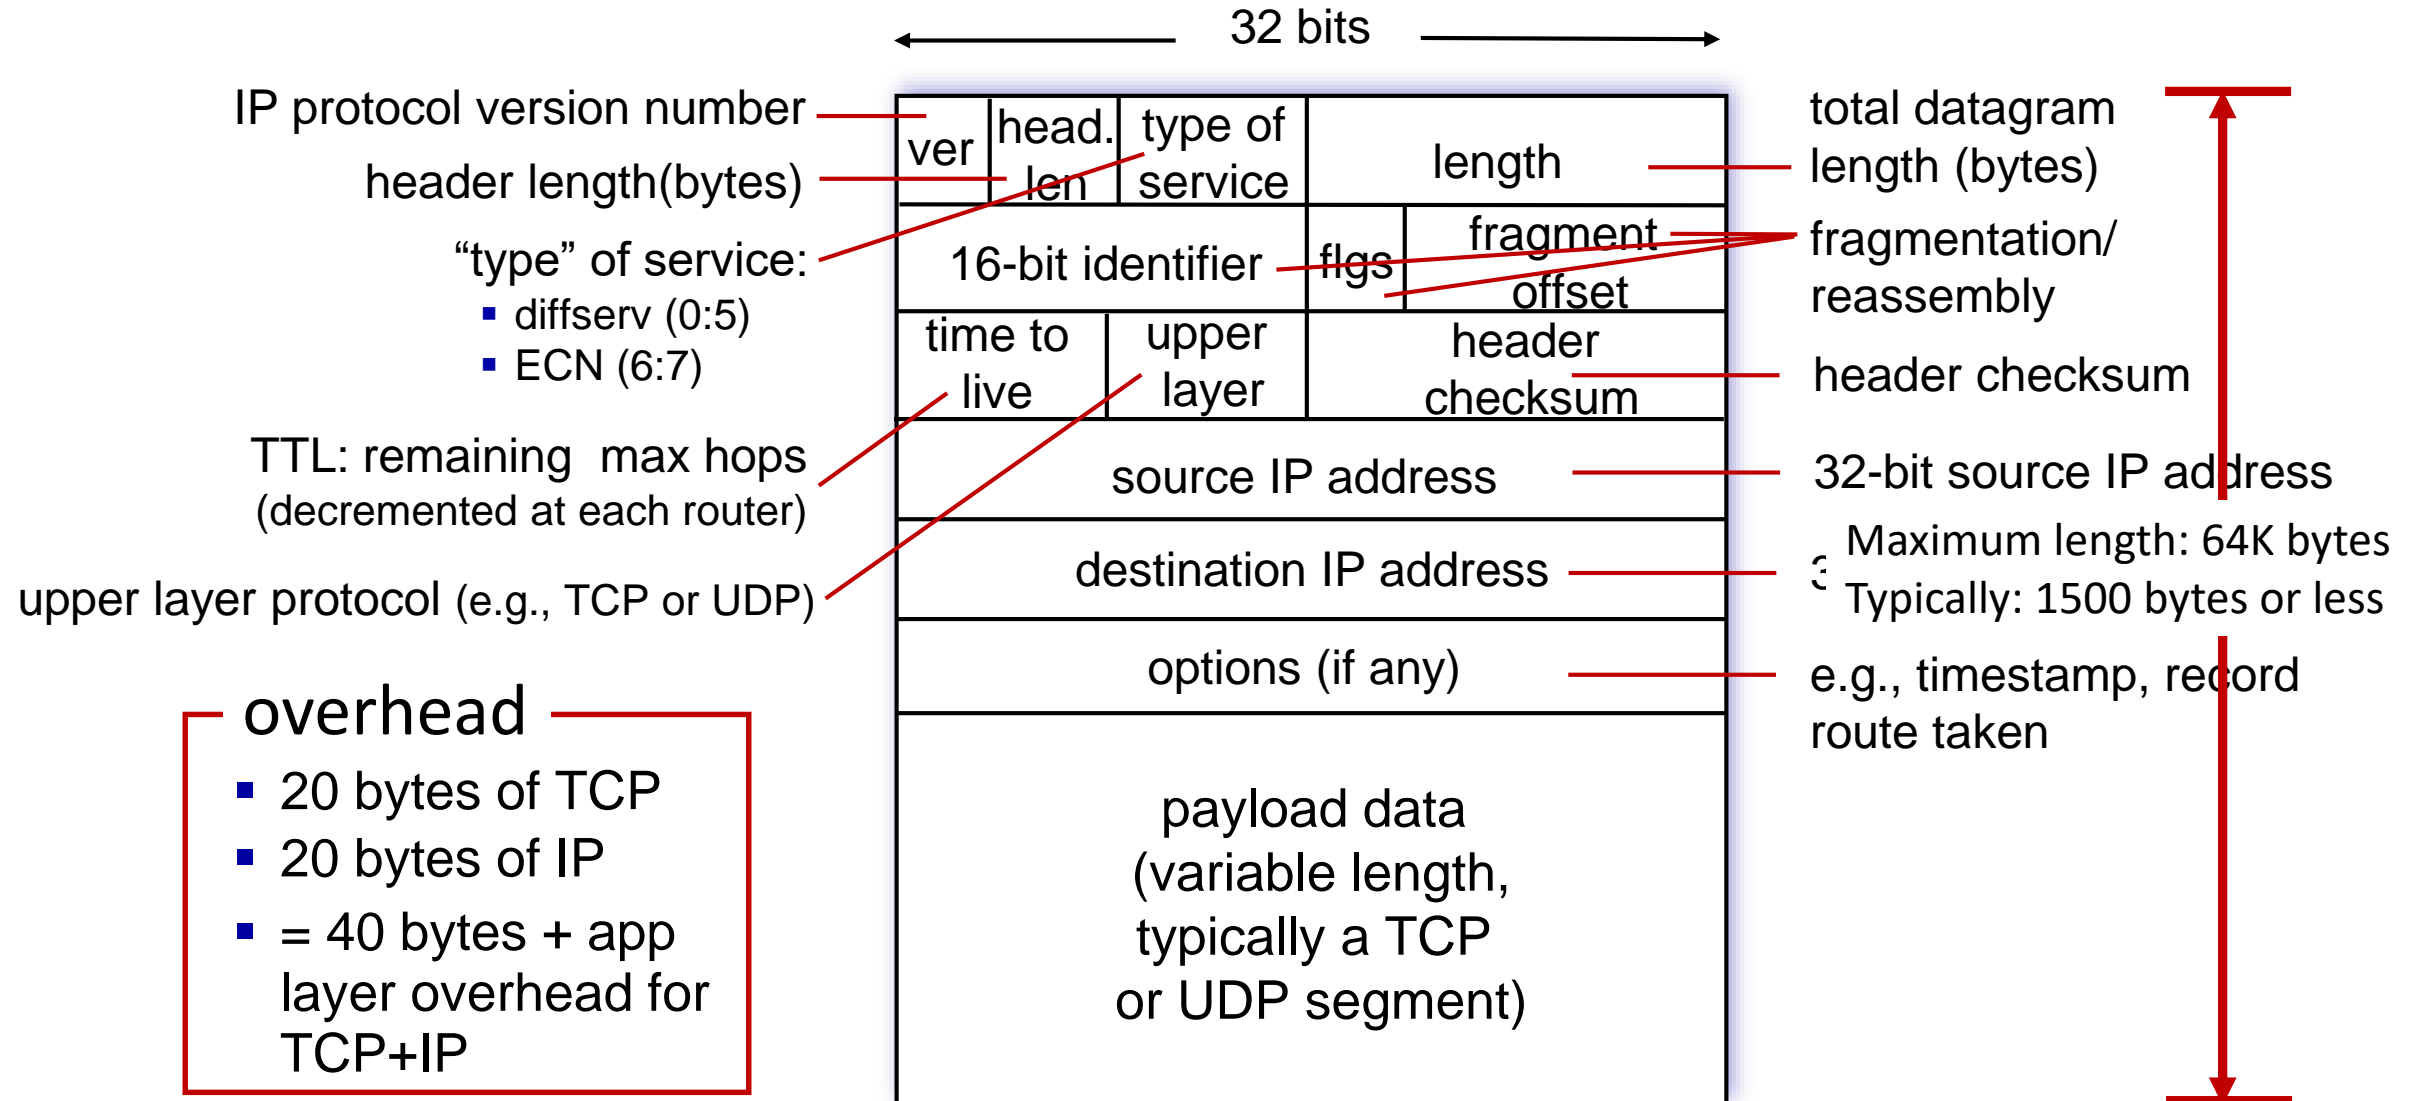 32 bits
IP protocol version number
header length(bytes)
“type” of service:
diffserv (0:5)
ECN (6:7)
TTL: remaining max hops
(decremented at each router)
upper layer protocol (e.g., TCP or UDP)
overhead
20 bytes of TCP
20 bytes of IP
= 40 bytes + app
layer overhead for
TCP+IP
ver
head.
len
type of
service
length
16-bit identifier
flgs
fragment
offset
time to
live
upper
layer
header
checksum
source IP address
destination IP address
options (if any)
payload data
(variable length,
typically a TCP
or UDP segment)
total datagram
length (bytes)
fragmentation/
reassembly
header checksum
32-bit source IP address
Maximum length: 64K bytes
Typically: 1500 bytes or less
e.g., timestamp, record
route taken